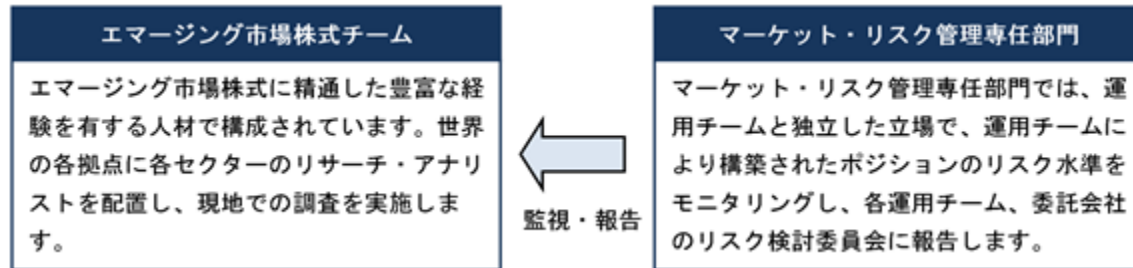 エマージング市場株式チーム
エマージング市場株式に精通した豊富な経
験を有する人材で構成されています。世界
の各拠点に各セクターのリサーチ・アナリ
ストを配置し、現地での調査を実施しま
す。
監視・報告
マーケット・リスク管理専任部門
マーケット・リスク管理専任部門では、運
用チームと独立した立場で、運用チームに
より構築されたポジションのリスク水準を
モニタリングし、各運用チーム、委託会社
のリスク検討委員会に報告します。